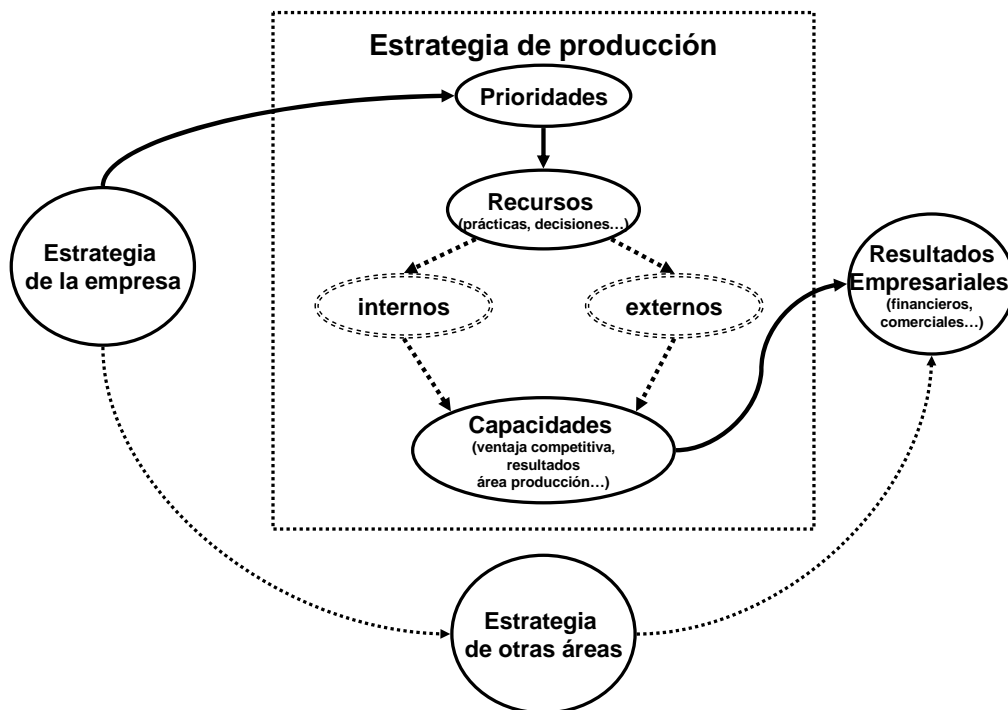 Estrategia de producción
Prioridades
Recursos
(prácticas, decisiones…)
Estrategia
de la empresa
internos
externos
Resultados
Empresariales
(financieros,
comerciales…)
Capacidades
(ventaja competitiva,
resultados
área producción…)
Estrategia
de otras áreas